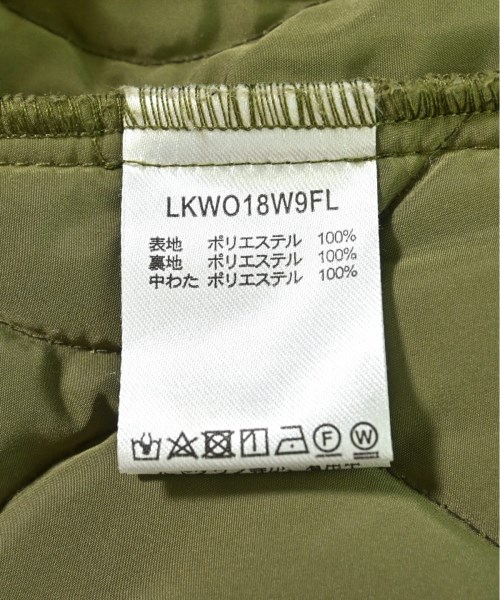 LKWO18W9FL
表地 ポリエステル 100%
裏地 ポリエステル 100%
中わた ポリエステル 100%
F W